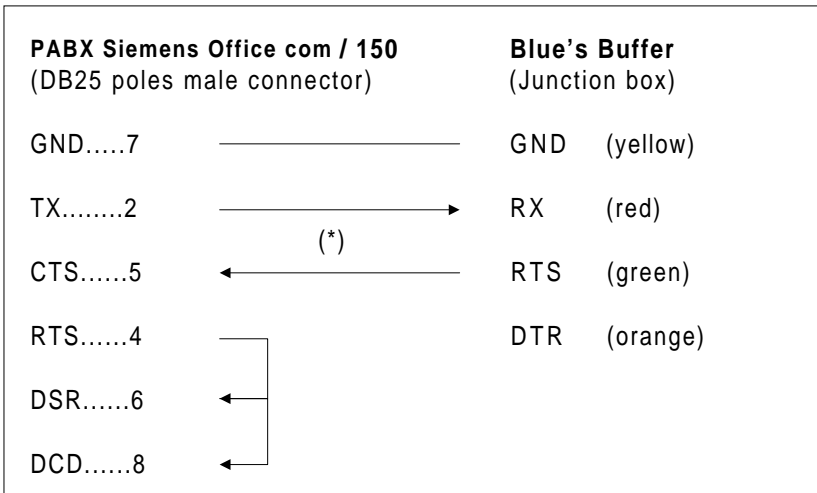 PABX Siemens Office com / 150 Blue's Buffer
(DB25 poles male connector) (Junction box)
GND.....7 GND (yellow)
TX........2 RX (red)
(*)
CTS......5 RTS (green)
RTS......4 DTR (orange)
DSR......6
DCD......8